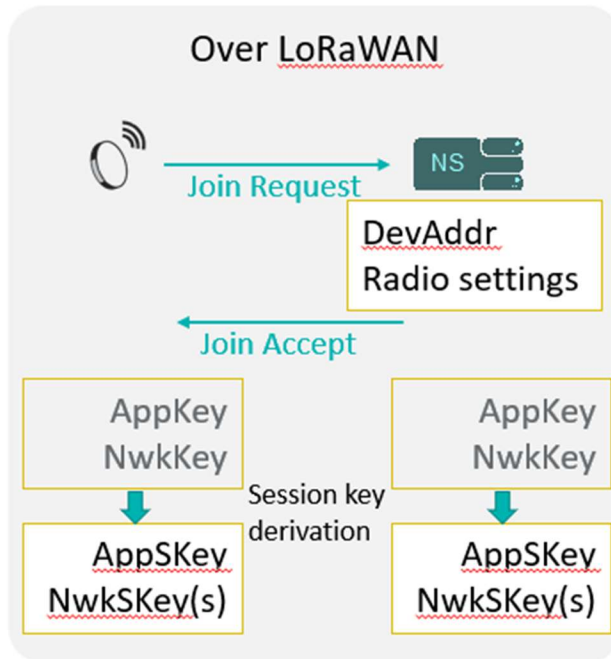 Over LoRaWAN
NS
Join Request
DevAddr
Radio settings
Join Accept
AppKey
NwkKey
AppKey
NwkKey
Session key
derivation
AppSKey
NwkSKey(s)
AppSKey
NwkSKey(s)